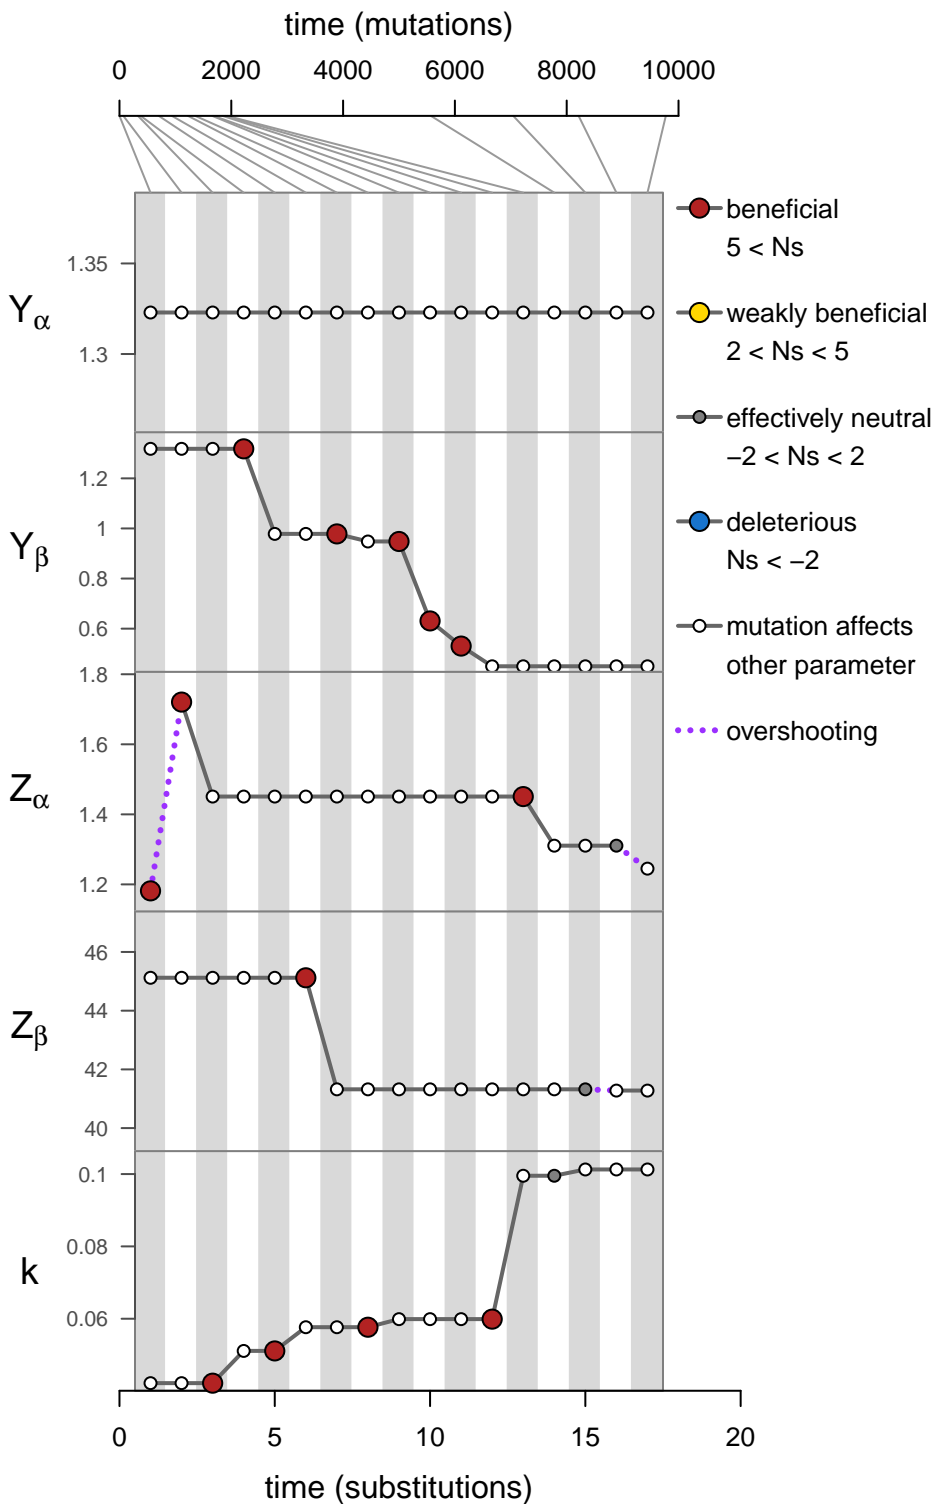 time (mutations)
0 2000 4000 6000 8000 10000
beneficial
5 < Ns
weakly beneficial
2 < Ns < 5
effectively neutral
−2 < Ns < 2
deleterious
Ns < −2
mutation affects
other parameter
overshooting
Yα
1.35
1.3
Yβ
1.2
1
0.8
0.6
Zα
1.8
1.6
1.4
1.2
Zβ
46
44
42
40
k
0.1
0.08
0.06
0 5 10 15 20
time (substitutions)